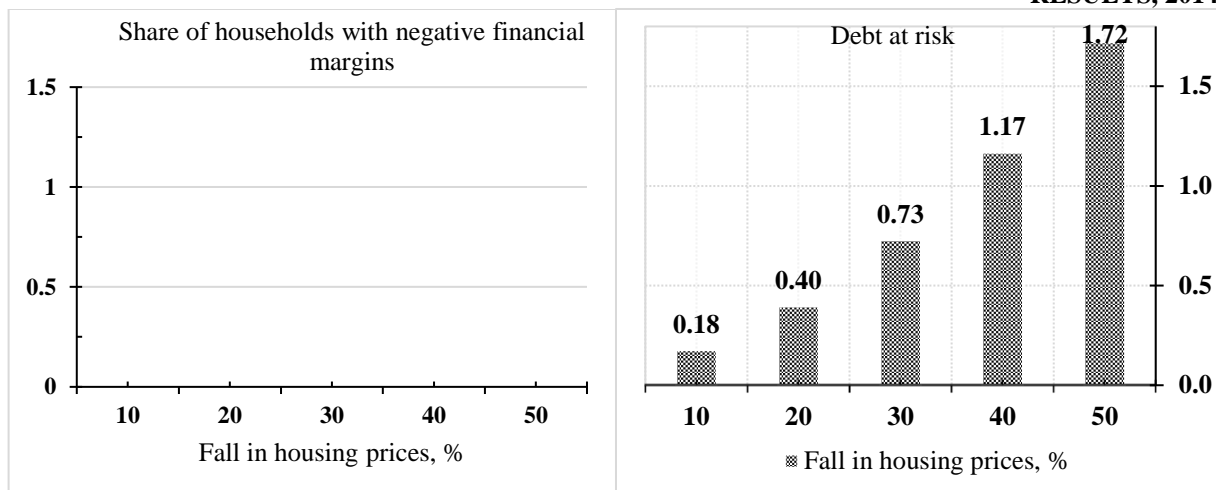 RESULTS, 2014
Share of households with negative financial
margins
1.5
1
0.5
0
10 20 30 40 50
Fall in housing prices, %
Debt at risk
1.72
1.17
0.73
0.40
0.18
1.5
1.0
0.5
0.0
10 20 30 40 50
Fall in housing prices, %